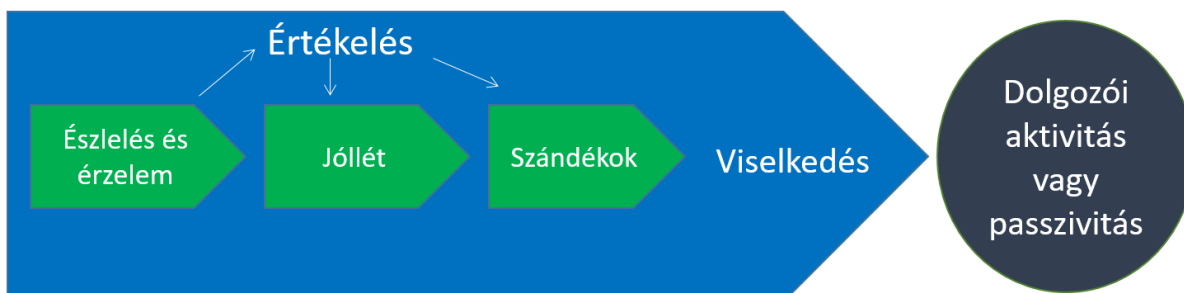 Értékelés
Észlelés és
érzelem
Jóllét
Szándékok
Viselkedés
Dolgozói
aktivitás
vagy
passzivitás